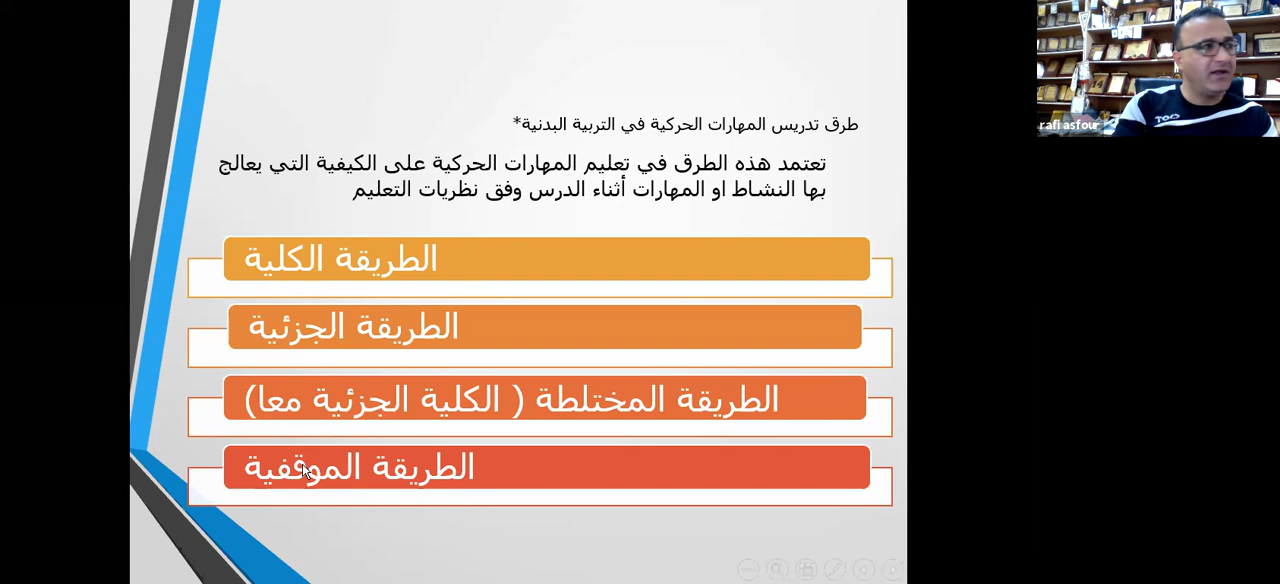 طرق تدريس المهارات الحركية في التربية البدنية*
تعتمد هذه الطرق في تعليم المهارات الحركية على الكيفية التي يعالج
بها النشاط او المهارات أثناء الدرس وفق نظريات التعليم
الطريقة الكلية
الطريقة الجزئية
الطريقة المختلطة ( الكلية الجزئية معا)
الطريقة الموقفية
rafi asfour